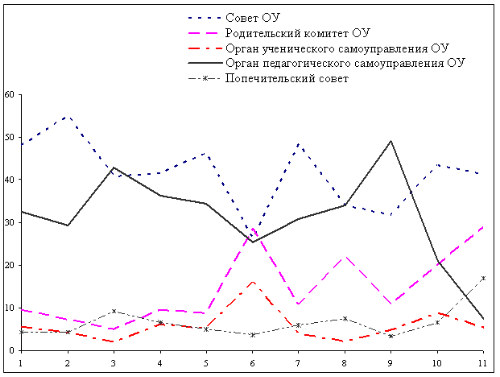 Совет ОУ
Родительский комитет ОУ
Орган ученического самоуправления ОУ
Орган педагогического самоуправления ОУ
Попечительский совет
60
50
40
30
20
10
0
1 2 3 4 5 6 7 8 9 10 11